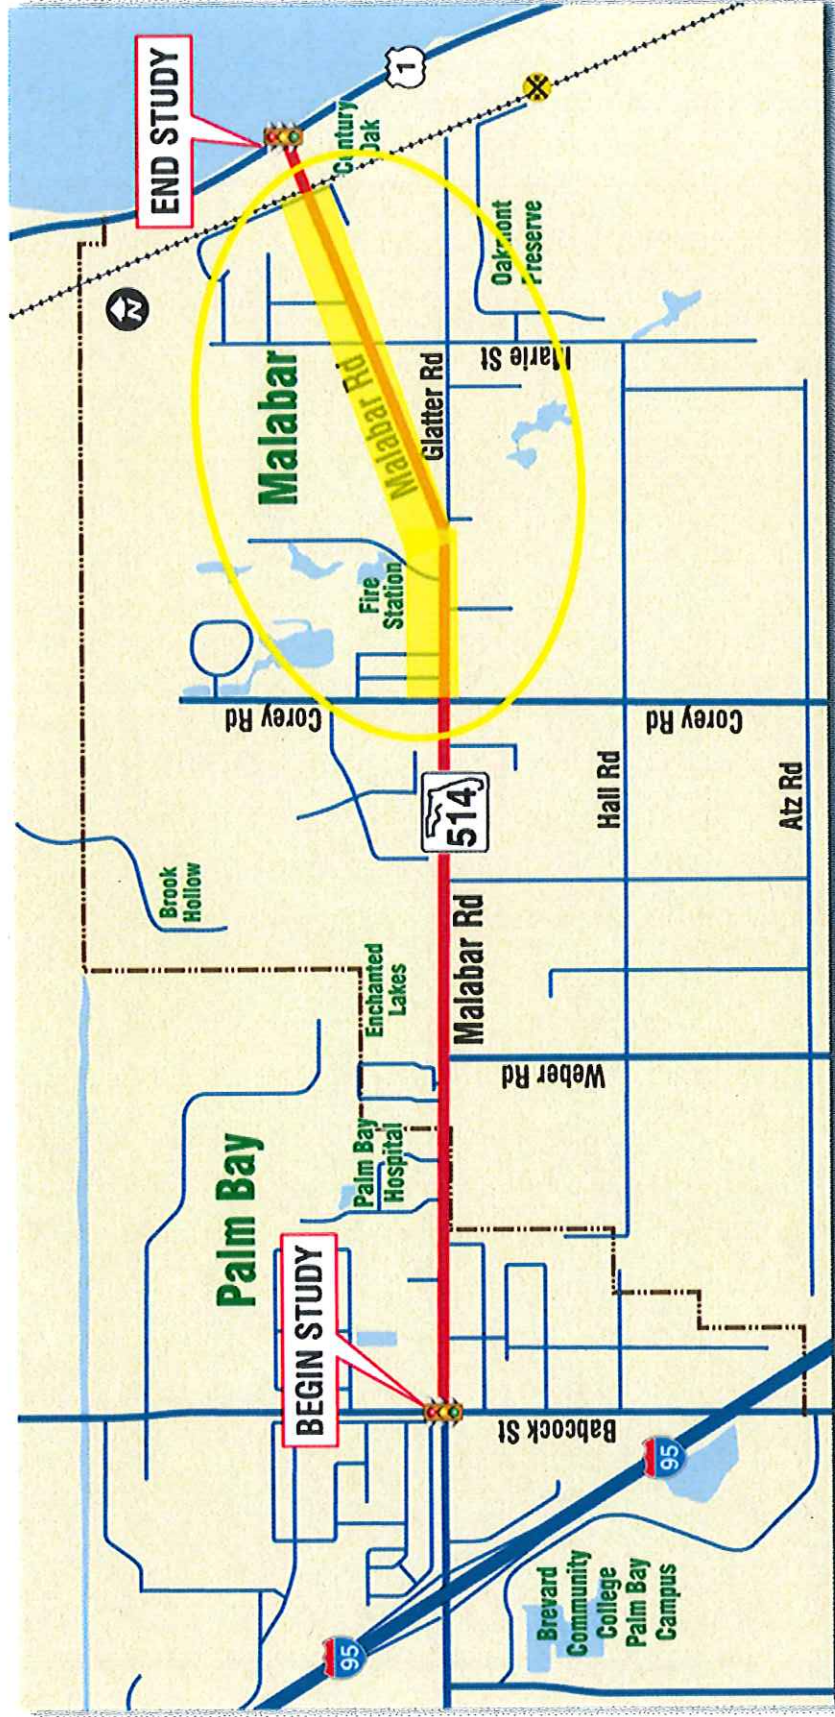 END STUDY
1
Century
Oak
N
Malabar
Malabar Rd
Glatter Rd
Marie St
Oakmont
Preserve
Fire
Station
Corey Rd
Corey Rd
514
Hall Rd
Atz Rd
Brook
Hollow
Enchanted
Lakes
Malabar Rd
Weber Rd
Palm Bay
Palm Bay
Hospital
BEGIN STUDY
Babcock St
95
95
Brevard
Community
College
Palm Bay
Campus